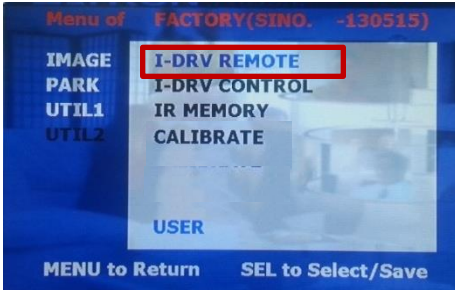 Menu of FACTORY(SINO. -130515)
IMAGE I-DRV REMOTE
PARK I-DRV CONTROL
UTIL1 IR MEMORY
UTIL2 CALIBRATE
USER
MENU to Return SEL to Select/Save